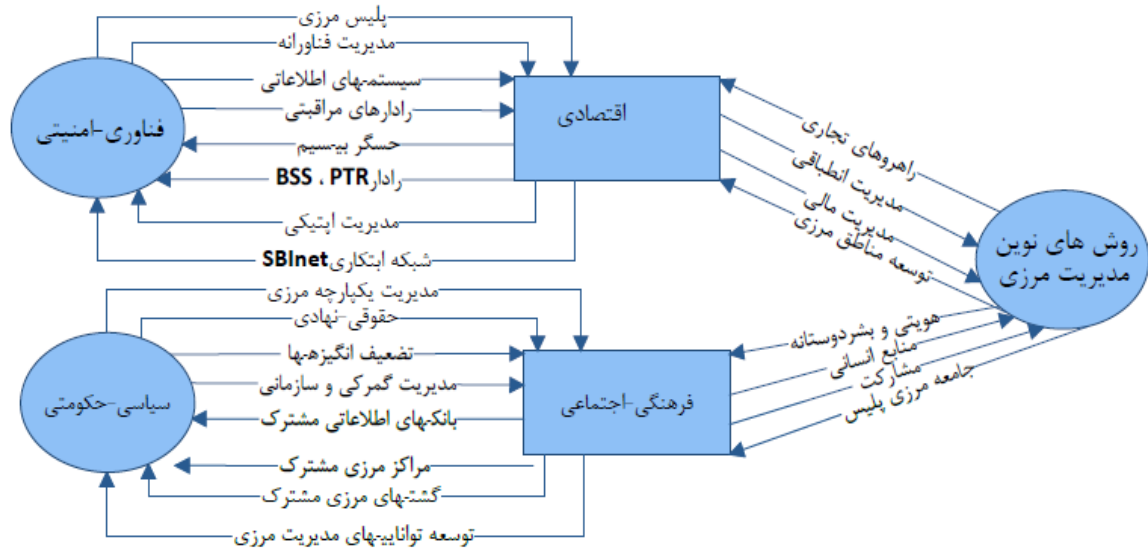 پلیس مرزی
مدیریت فناورانه
سیستم‌های اطلاعاتی
رادارهای مراقبتی
حسگر بی‌سیم
رادار BSS ، PTR
مدیریت اپتیکی
شبکه ابتکاری SBInet
فناوری-امنیتی
اقتصادی
راهروهای تجاری
مدیریت انطباقی
مدیریت مالی
توسعه مناطق مرزی
روش های نوین
مدیریت مرزی
هویتی و بشردوستانه
منابع انسانی
مشارکت
جامعه مرزی پلیس
مدیریت یکپارچه مرزی
حقوقی-نهادی
تضعیف انگیزه‌ها
مدیریت گمرکی و سازمانی
بانک‌های اطلاعاتی مشترک
مراکز مرزی مشترک
گشت‌های مرزی مشترک
توسعه توانایی‌های مدیریت مرزی
سیاسی-حکومتی
فرهنگی-اجتماعی